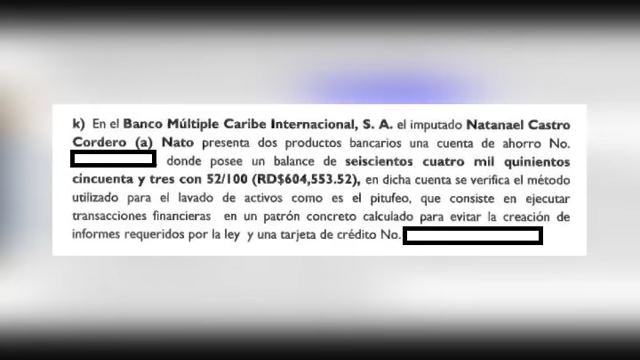 k) En el Banco Múltiple Caribe Internacional, S. A. el imputado Natanael Castro
Cordero (a) Nato presenta dos productos bancarios una cuenta de ahorro No.
donde posee un balance de seiscientos cuatro mil quinientos
cincuenta y tres con 52/100 (RD$604,553.52), en dicha cuenta se verifica el método
utilizado para el lavado de activos como es el pitufeo, que consiste en ejecutar
transacciones financieras en un patrón concreto calculado para evitar la creación de
informes requeridos por la ley y una tarjeta de crédito No.